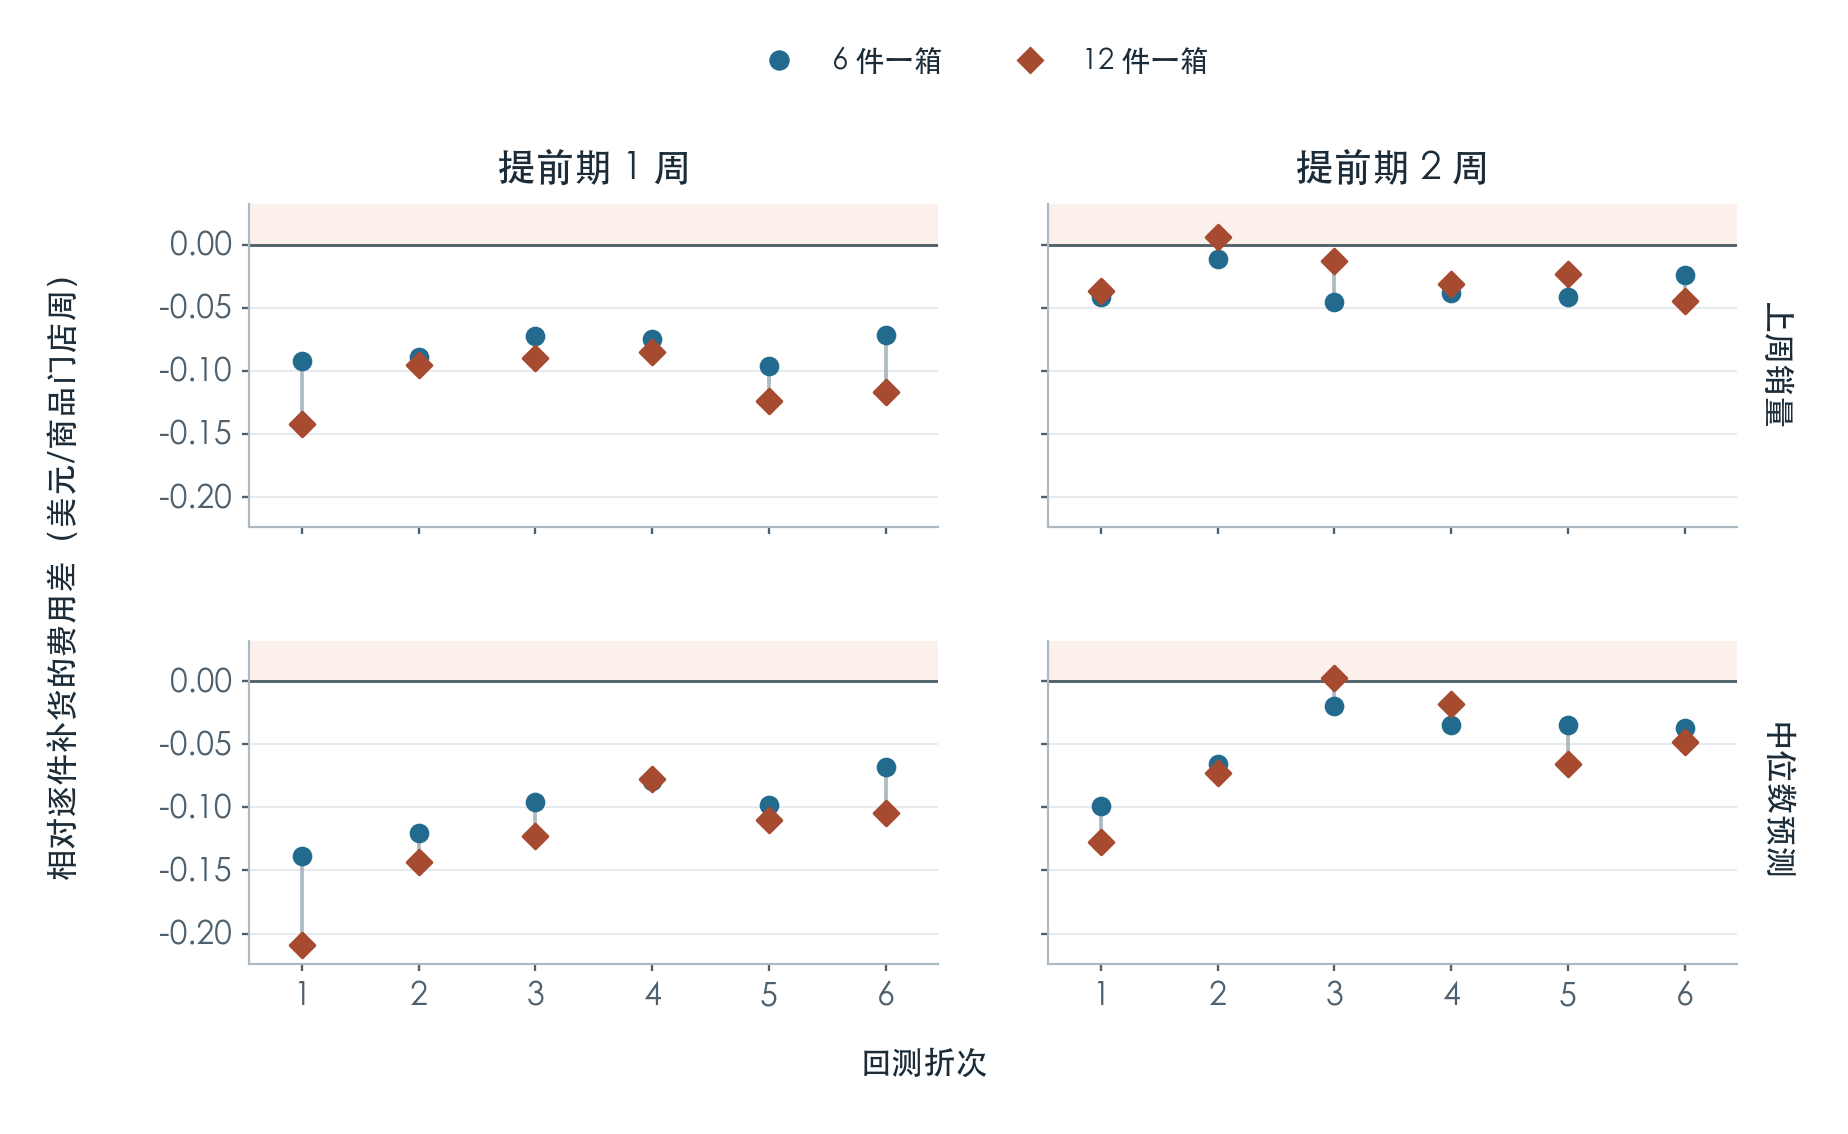 6 件一箱
12 件一箱
提前期 1 周
提前期 2 周
相对逐件补货的费用差（美元/商品门店周）
0.00
-0.05
-0.10
-0.15
-0.20
上周销量
0.00
-0.05
-0.10
-0.15
-0.20
中位数预测
1 2 3 4 5 6
1 2 3 4 5 6
回测折次